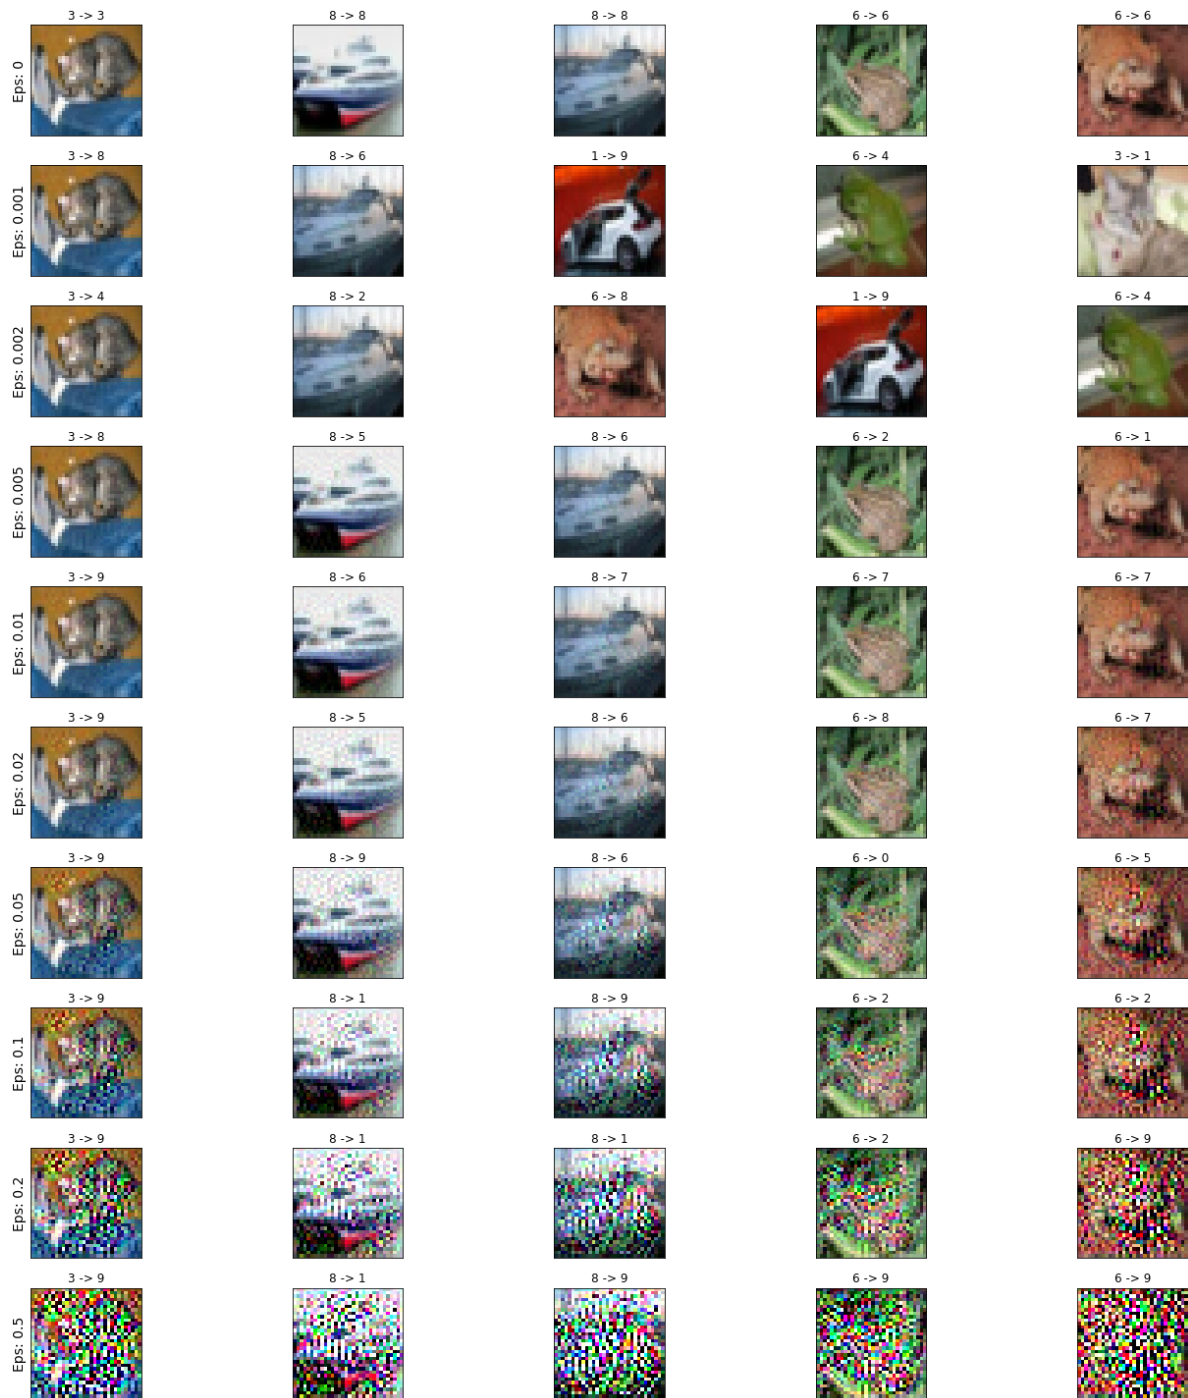 3 -> 3 8 -> 8 8 -> 8 6 -> 6 6 -> 6
Eps: 0
3 -> 8 8 -> 6 1 -> 9 6 -> 4 3 -> 1
Eps: 0.001
3 -> 4 8 -> 2 6 -> 8 1 -> 9 6 -> 4
Eps: 0.002
3 -> 8 8 -> 5 8 -> 6 6 -> 2 6 -> 1
Eps: 0.005
3 -> 9 8 -> 6 8 -> 7 6 -> 7 6 -> 7
Eps: 0.01
3 -> 9 8 -> 5 8 -> 6 6 -> 8 6 -> 7
Eps: 0.02
3 -> 9 8 -> 9 8 -> 6 6 -> 0 6 -> 5
Eps: 0.05
3 -> 9 8 -> 1 8 -> 9 6 -> 2 6 -> 2
Eps: 0.1
3 -> 9 8 -> 1 8 -> 1 6 -> 2 6 -> 9
Eps: 0.2
3 -> 9 8 -> 1 8 -> 9 6 -> 9 6 -> 9
Eps: 0.5